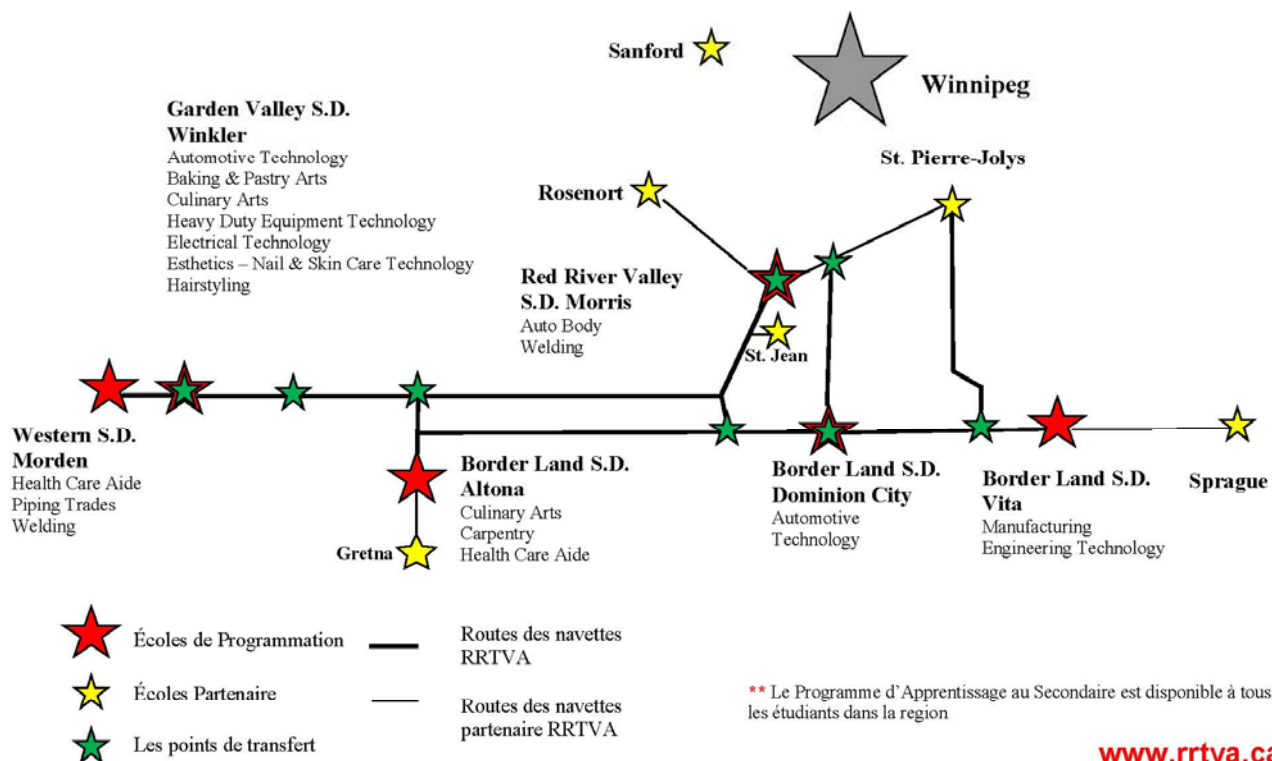 Sanford
Winnipeg
Garden Valley S.D.
Winkler
Automotive Technology
Baking & Pastry Arts
Culinary Arts
Heavy Duty Equipment Technology
Electrical Technology
Esthetics – Nail & Skin Care Technology
Hairstyling
St. Pierre-Jolys
Rosenort
Red River Valley
S.D. Morris
Auto Body
Welding
St. Jean
Western S.D.
Morden
Health Care Aide
Piping Trades
Welding
Border Land S.D.
Altona
Culinary Arts
Carpentry
Health Care Aide
Gretna
Border Land S.D.
Dominion City
Automotive
Technology
Border Land S.D.
Vita
Manufacturing
Engineering Technology
Sprague
Écoles de Programmation
Écoles Partenaire
Les points de transfert
Routes des navettes
RRTVA
Routes des navettes
partenaire RRTVA
** Le Programme d'Apprentissage au Secondaire est disponible à tous
les étudiants dans la region
www.rrtva.ca